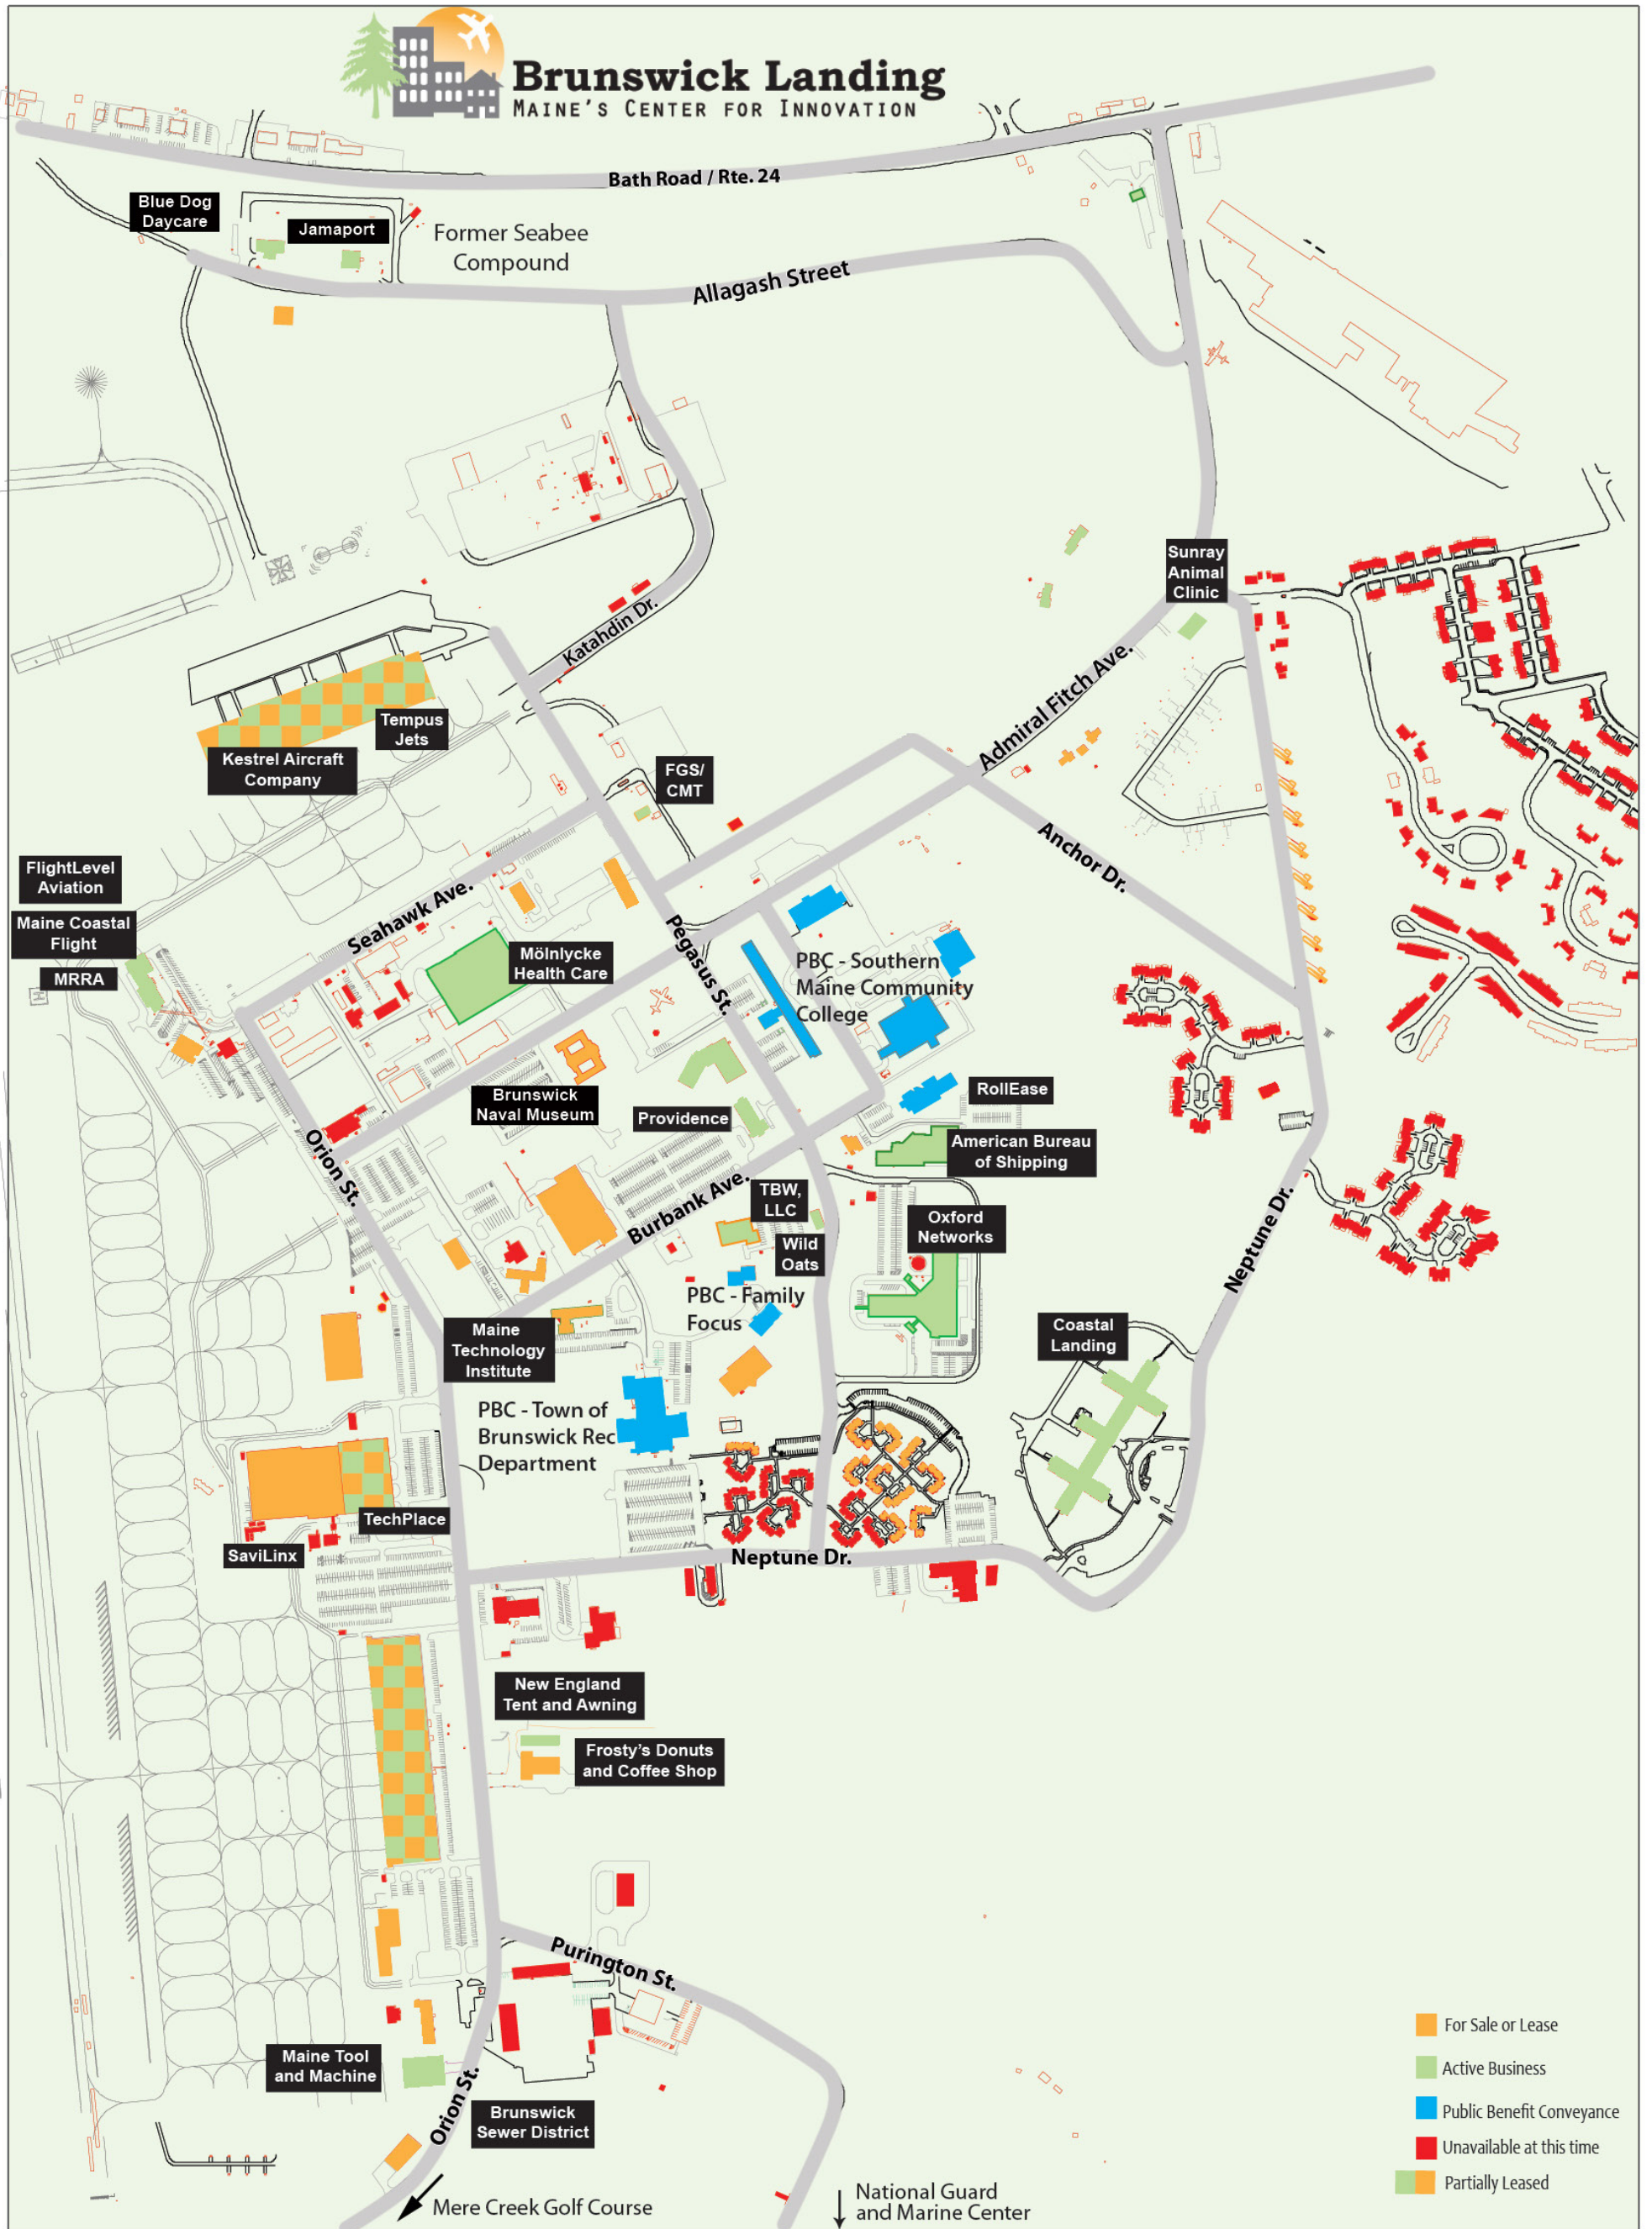 Brunswick Landing
MAINE'S CENTER FOR INNOVATION
Bath Road / Rte. 24
Blue Dog
Daycare
Jamaport
Former Seabee
Compound
Allagash Street
Sunray
Animal
Clinic
Katahdin Dr.
Admiral Fitch Ave.
Tempus
Jets
Kestrel Aircraft
Company
FGS/
CMT
Anchor Dr.
FlightLevel
Aviation
Maine Coastal
Flight
MRRA
Seahawk Ave.
Mölnlycke
Health Care
Pegasus St.
PBC - Southern
Maine Community
College
Brunswick
Naval Museum
Providence
RollEase
American Bureau
of Shipping
Orion St.
Burbank Ave.
TBW,
LLC
Wild
Oats
Oxford
Networks
Neptune Dr.
PBC - Family
Focus
Maine
Technology
Institute
Coastal
Landing
PBC - Town of
Brunswick Rec
Department
TechPlace
SaviLinx
Neptune Dr.
New England
Tent and Awning
Frosty's Donuts
and Coffee Shop
Purington St.
Maine Tool
and Machine
Orion St.
Brunswick
Sewer District
Mere Creek Golf Course
National Guard
and Marine Center
For Sale or Lease
Active Business
Public Benefit Conveyance
Unavailable at this time
Partially Leased
H